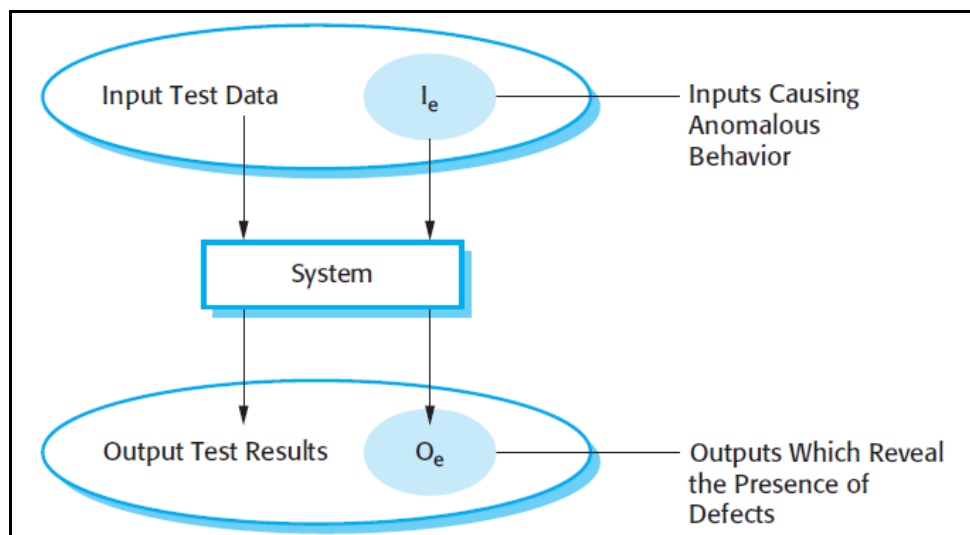 Input Test Data
Ie
Inputs Causing
Anomalous
Behavior
System
Output Test Results
Oe
Outputs Which Reveal
the Presence of
Defects